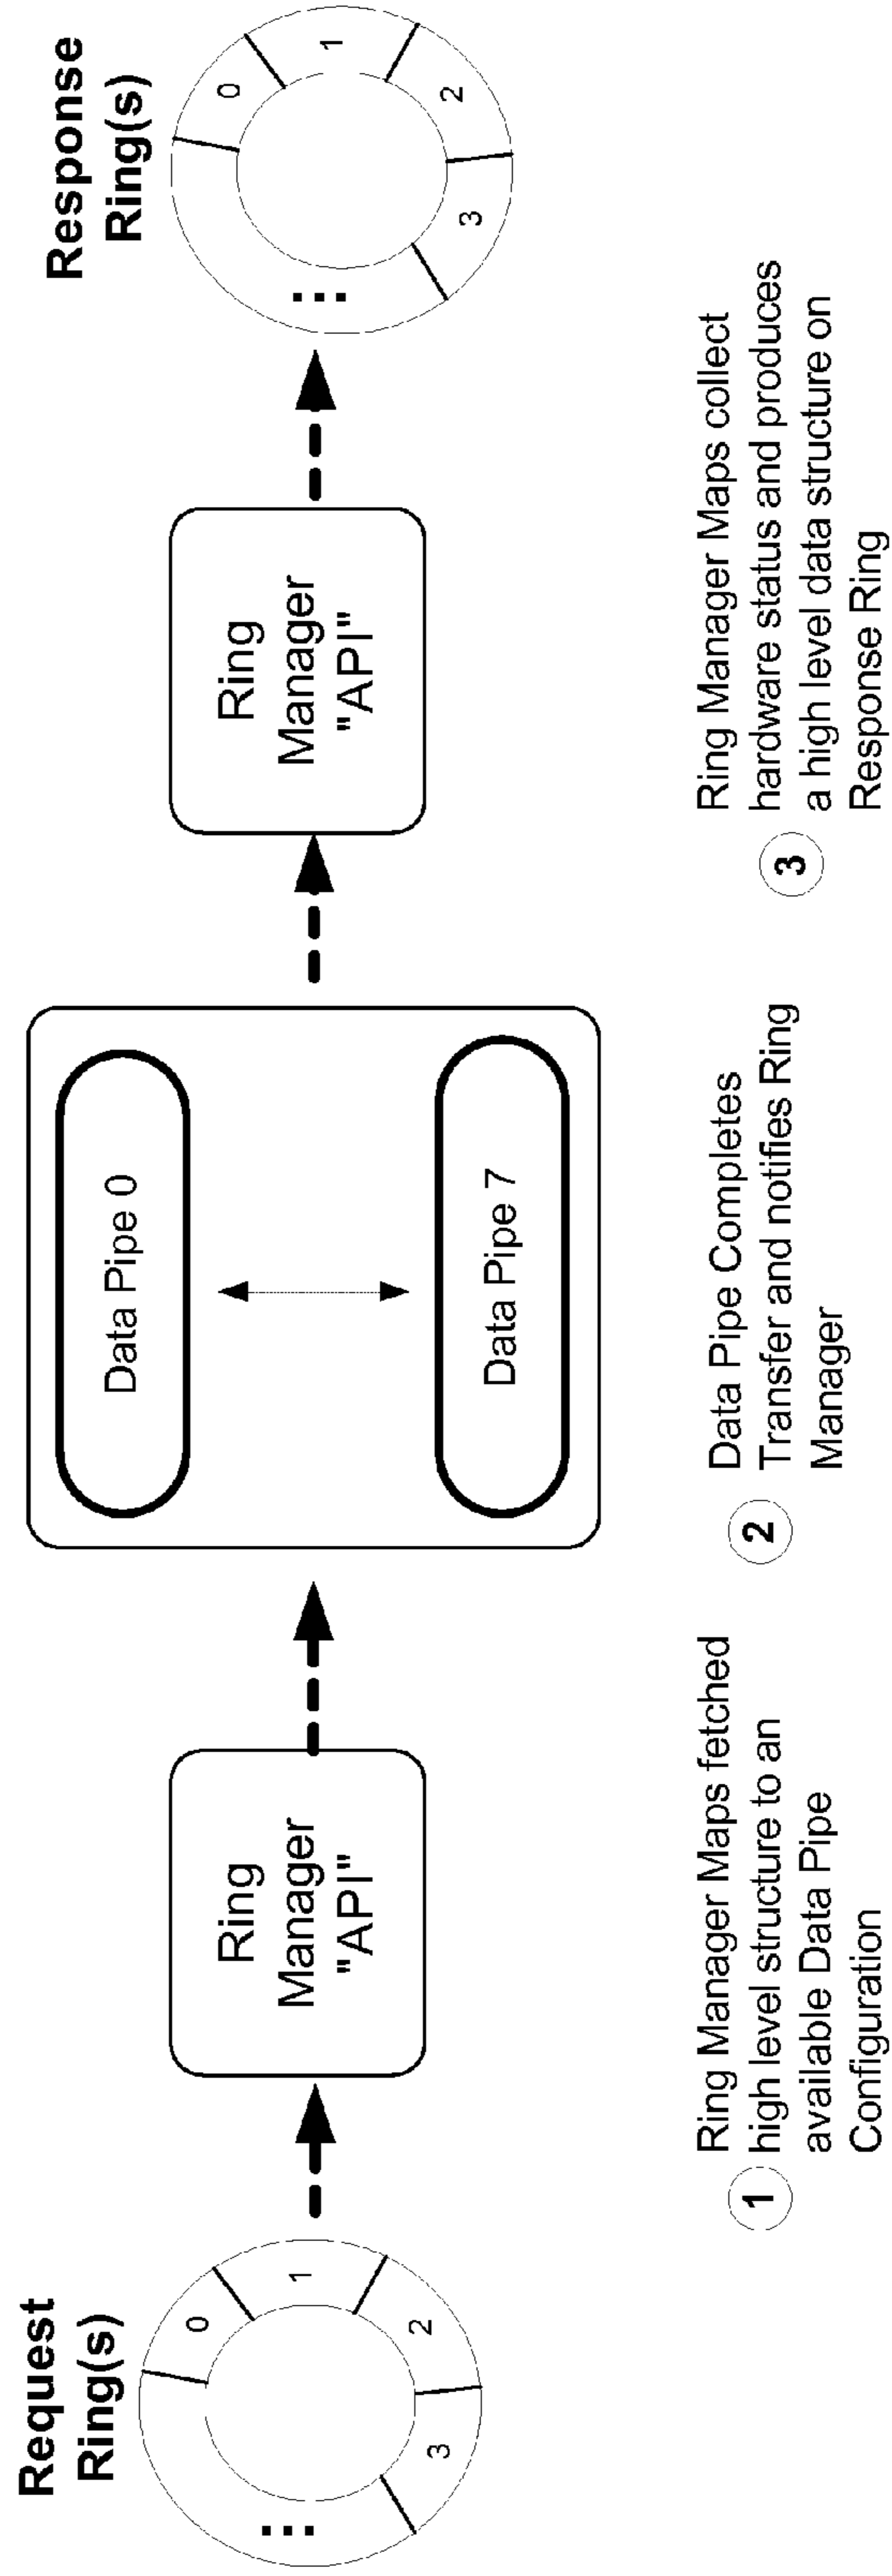 Request
Ring(s)
0
1
2
3
...
Ring
Manager
"API"
Data Pipe 0
Data Pipe 7
Ring
Manager
"API"
Response
Ring(s)
0
1
2
3
...
1
Ring Manager Maps fetched
high level structure to an
available Data Pipe
Configuration
2
Data Pipe Completes
Transfer and notifies Ring
Manager
3
Ring Manager Maps collect
hardware status and produces
a high level data structure on
Response Ring